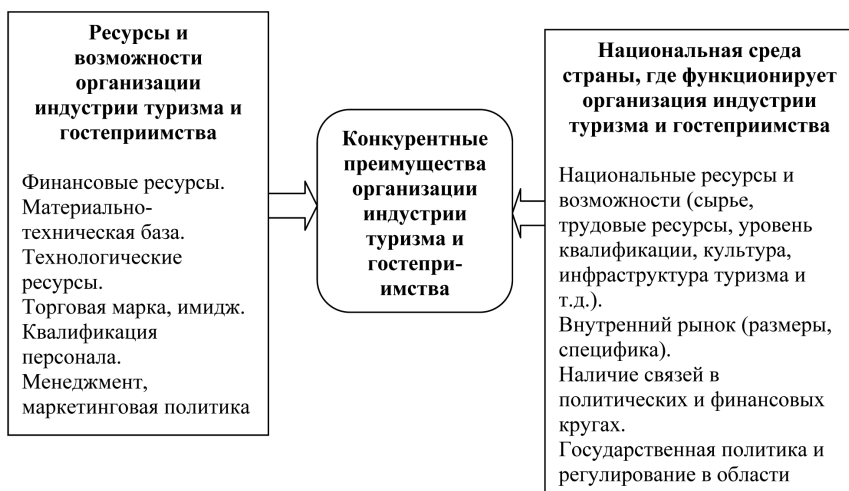 Ресурсы и
возможности
организации
индустрии туризма и
гостеприимства
Финансовые ресурсы.
Материально-
техническая база.
Технологические
ресурсы.
Торговая марка, имидж.
Квалификация
персонала.
Менеджмент,
маркетинговая политика
Конкурентные
преимущества
организации
индустрии
туризма и
гостепри-
имства
Национальная среда
страны, где функционирует
организация индустрии
туризма и гостеприимства
Национальные ресурсы и
возможности (сырье,
трудовые ресурсы, уровень
квалификации, культура,
инфраструктура туризма и
т.д.).
Внутренний рынок (размеры,
специфика).
Наличие связей в
политических и финансовых
кругах.
Государственная политика и
регулирование в области